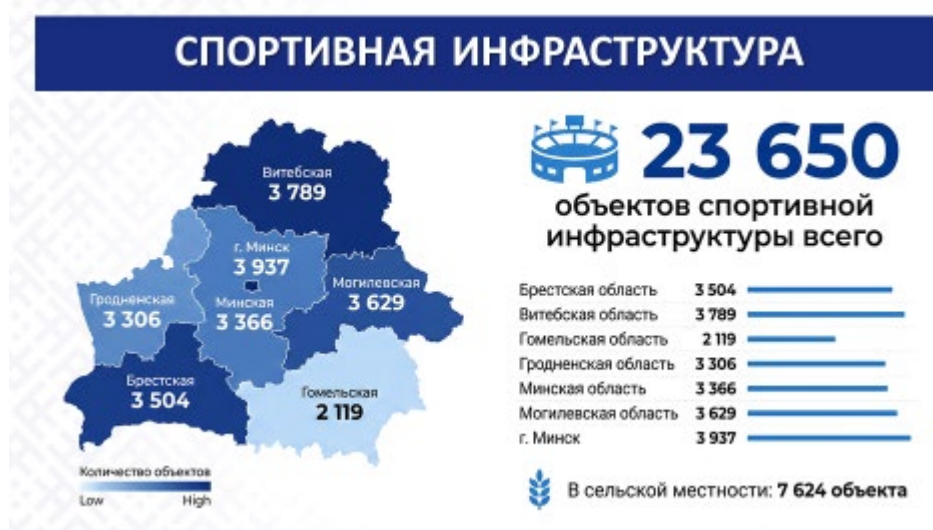 СПОРТИВНАЯ ИНФРАСТРУКТУРА
Витебская
3 789
г. Минск
3 937
Могилевская
3 629
Гродненская
3 306
Минская
3 366
Брестская
3 504
Гомельская
2 119
Количество объектов
Low High
23 650
объектов спортивной
инфраструктуры всего
Брестская область 3 504
Витебская область 3 789
Гомельская область 2 119
Гродненская область 3 306
Минская область 3 366
Могилевская область 3 629
г. Минск 3 937
В сельской местности: 7 624 объекта